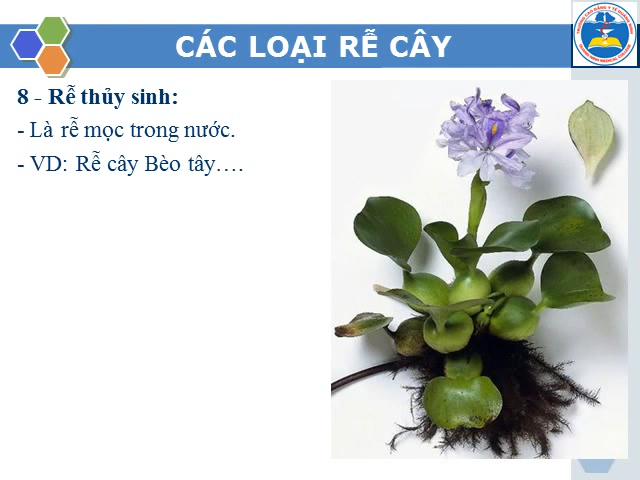 CÁC LOẠI RỄ CÂY
8 - Rễ thủy sinh:
- Là rễ mọc trong nước.
- VD: Rễ cây Bèo tây….